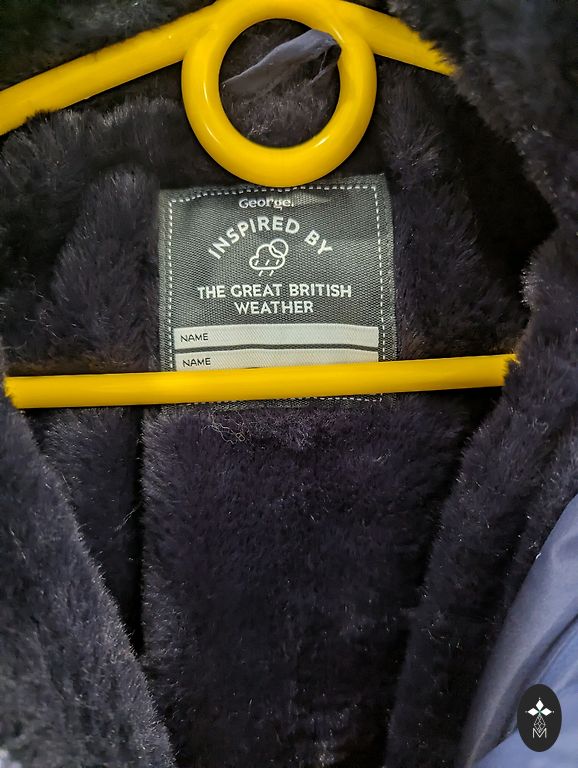 George.
INSPIRED BY
THE GREAT BRITISH
WEATHER
NAME
NAME
M